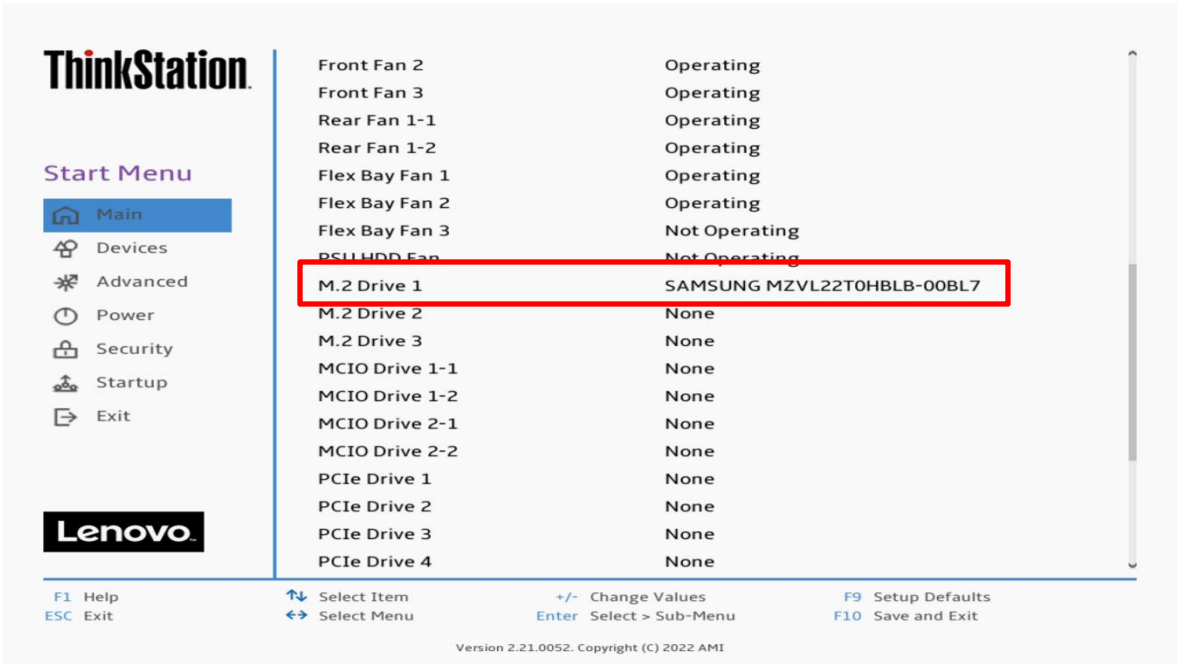 ThinkStation
Start Menu
Main
Devices
Advanced
Power
Security
Startup
Exit
Lenovo
Front Fan 2 Operating
Front Fan 3 Operating
Rear Fan 1-1 Operating
Rear Fan 1-2 Operating
Flex Bay Fan 1 Operating
Flex Bay Fan 2 Operating
Flex Bay Fan 3 Not Operating
PSU HDD Fan Not Operating
M.2 Drive 1 SAMSUNG MZVL22T0HBLB-00BL7
M.2 Drive 2 None
M.2 Drive 3 None
MCIO Drive 1-1 None
MCIO Drive 1-2 None
MCIO Drive 2-1 None
MCIO Drive 2-2 None
PCIe Drive 1 None
PCIe Drive 2 None
PCIe Drive 3 None
PCIe Drive 4 None
F1 Help ↑↓ Select Item +/- Change Values F9 Setup Defaults
ESC Exit ←→ Select Menu Enter Select > Sub-Menu F10 Save and Exit
Version 2.21.0052. Copyright (C) 2022 AMI